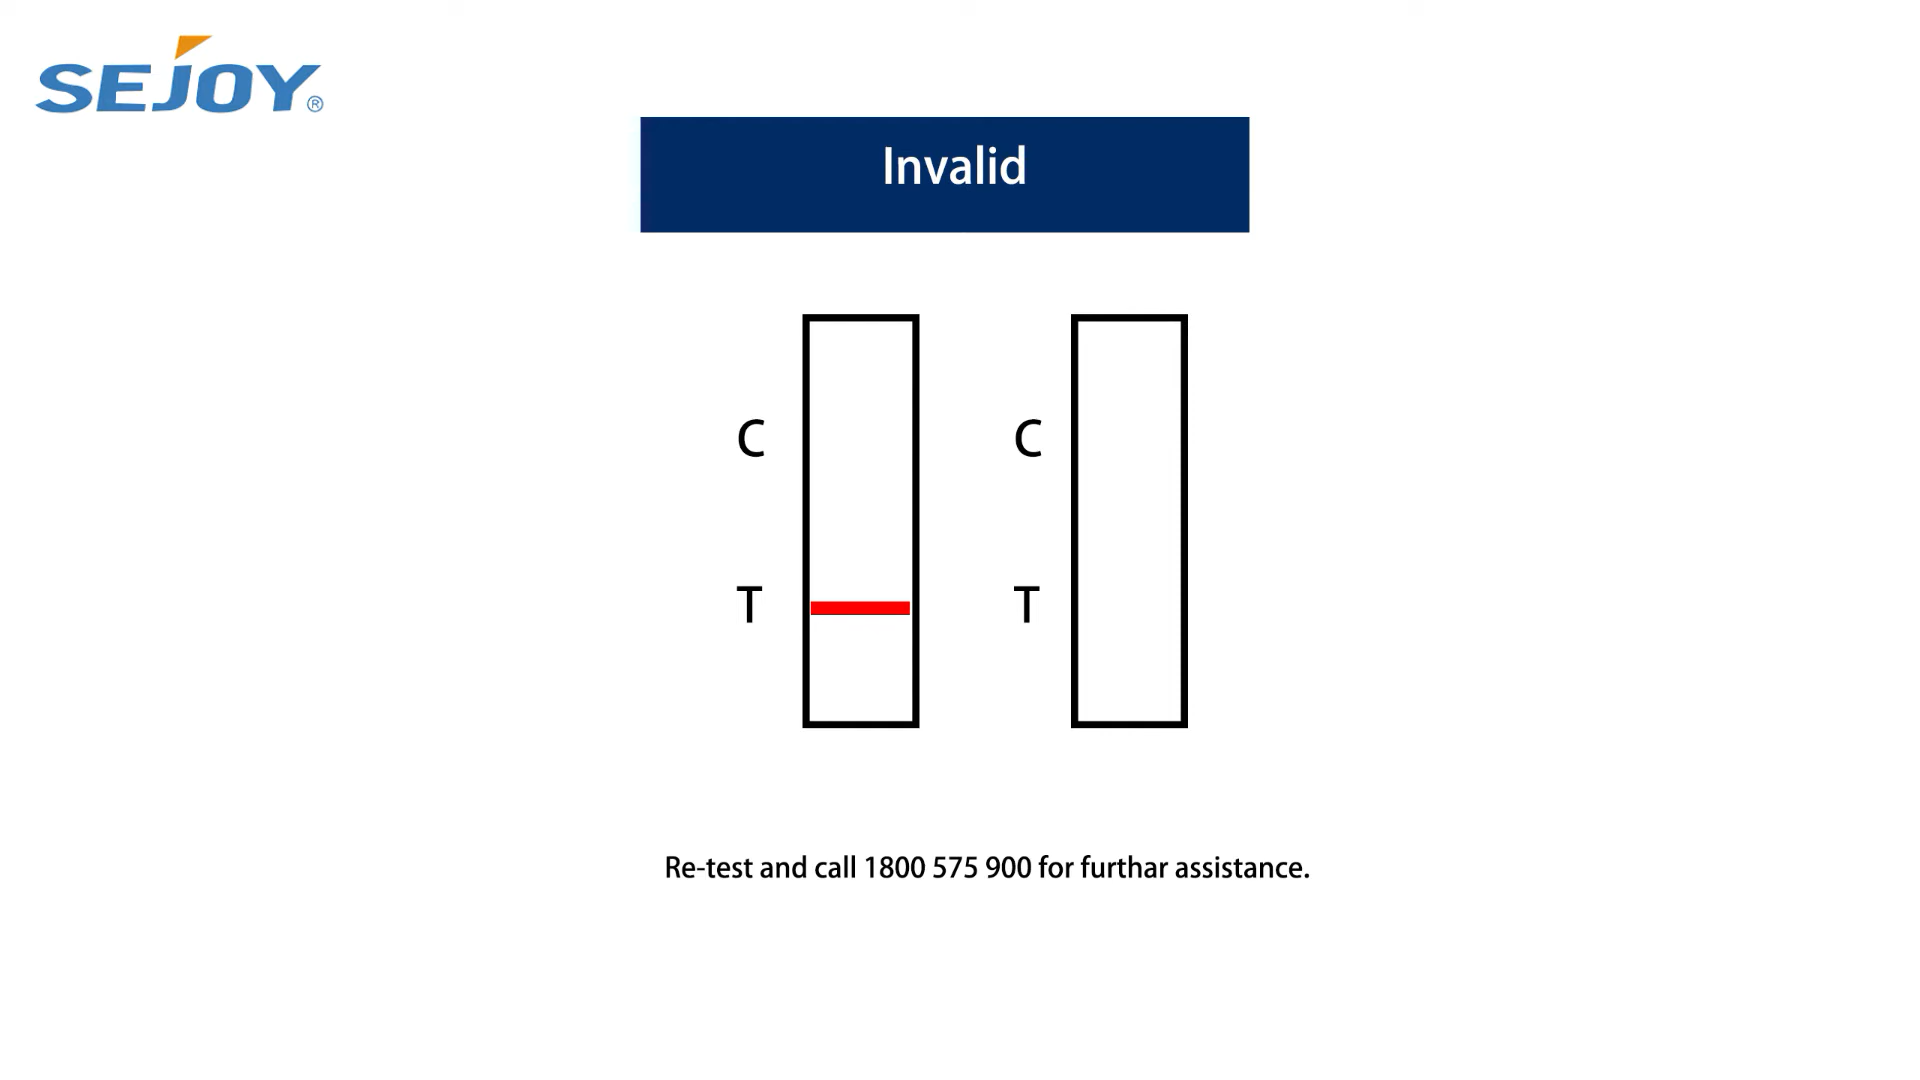 SEJOY®
Invalid
C
C
T
T
Re-test and call 1800 575 900 for furthar assistance.